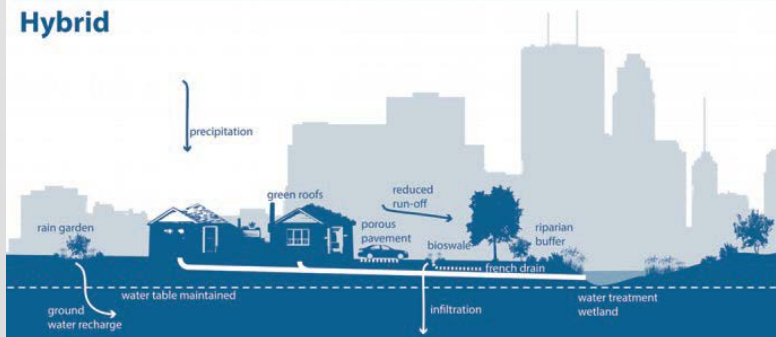 Hybrid
precipitation
green roofs
reduced
run-off
rain garden
porous
pavement
bioswale
riparian
buffer
french drain
water table maintained
ground
water recharge
infiltration
water treatment
wetland